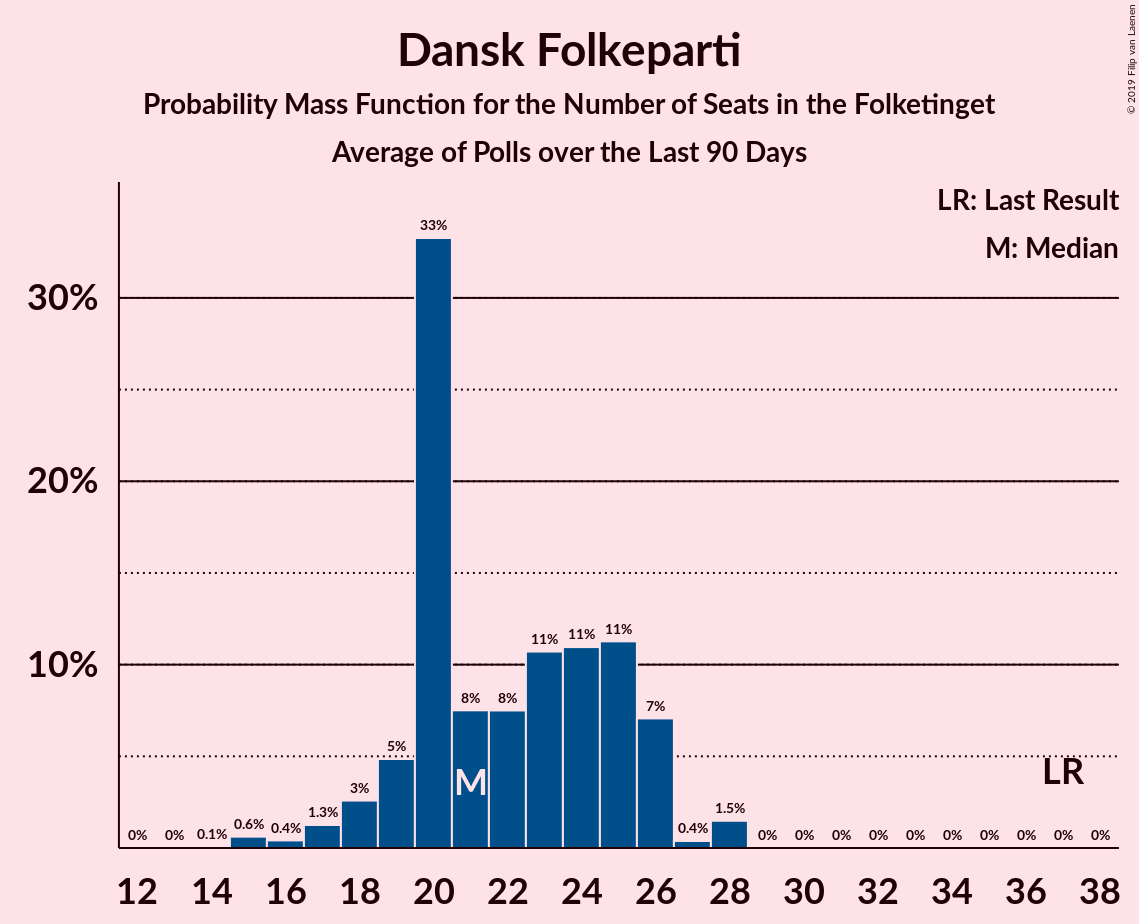 Dansk Folkeparti
Probability Mass Function for the Number of Seats in the Folketinget
Average of Polls over the Last 90 Days
© 2019 Filip van Laenen
LR: Last Result
M: Median
30%
20%
10%
0% 0% 0.1% 0.6% 0.4% 1.3% 3% 5% 33% 8% 8% 11% 11% 11% 7% 0.4% 1.5% 0% 0% 0% 0% 0% 0% 0% 0% 0% 0%
M
LR
12 14 16 18 20 22 24 26 28 30 32 34 36 38